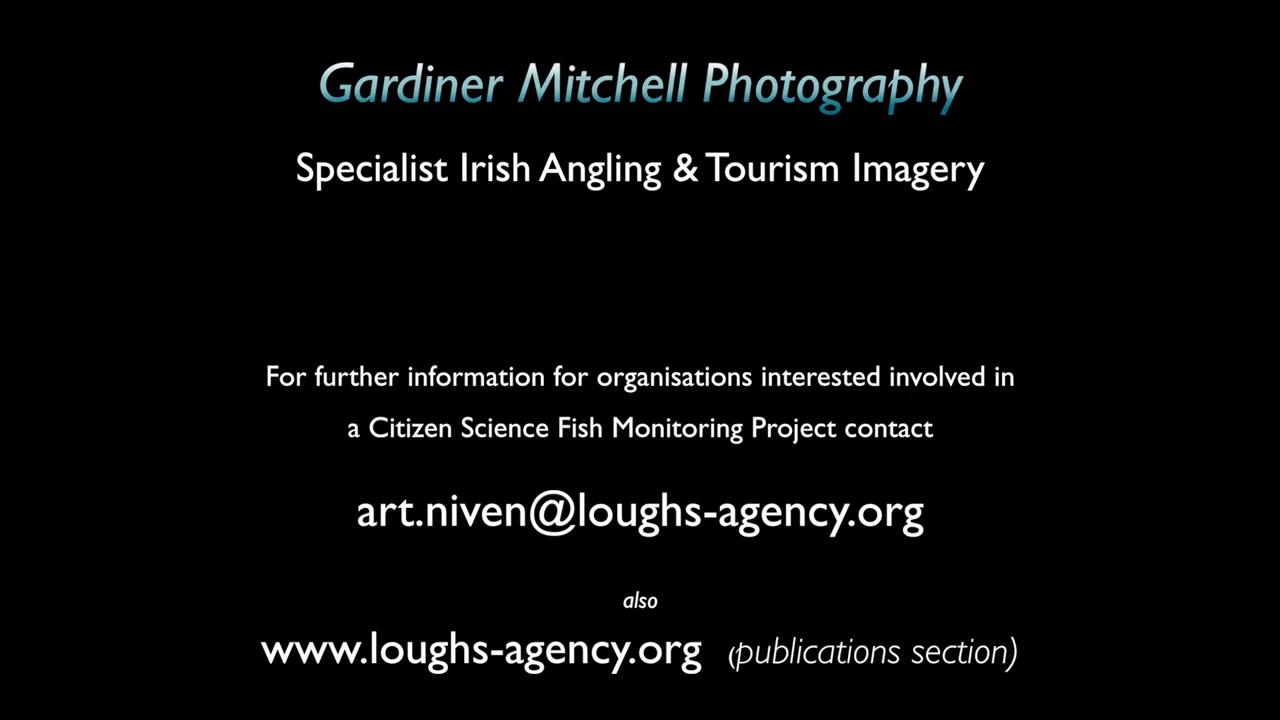 Gardiner Mitchell Photography
Specialist Irish Angling & Tourism Imagery
For further information for organisations interested involved in
a Citizen Science Fish Monitoring Project contact
art.niven@loughs-agency.org
also
www.loughs-agency.org (publications section)